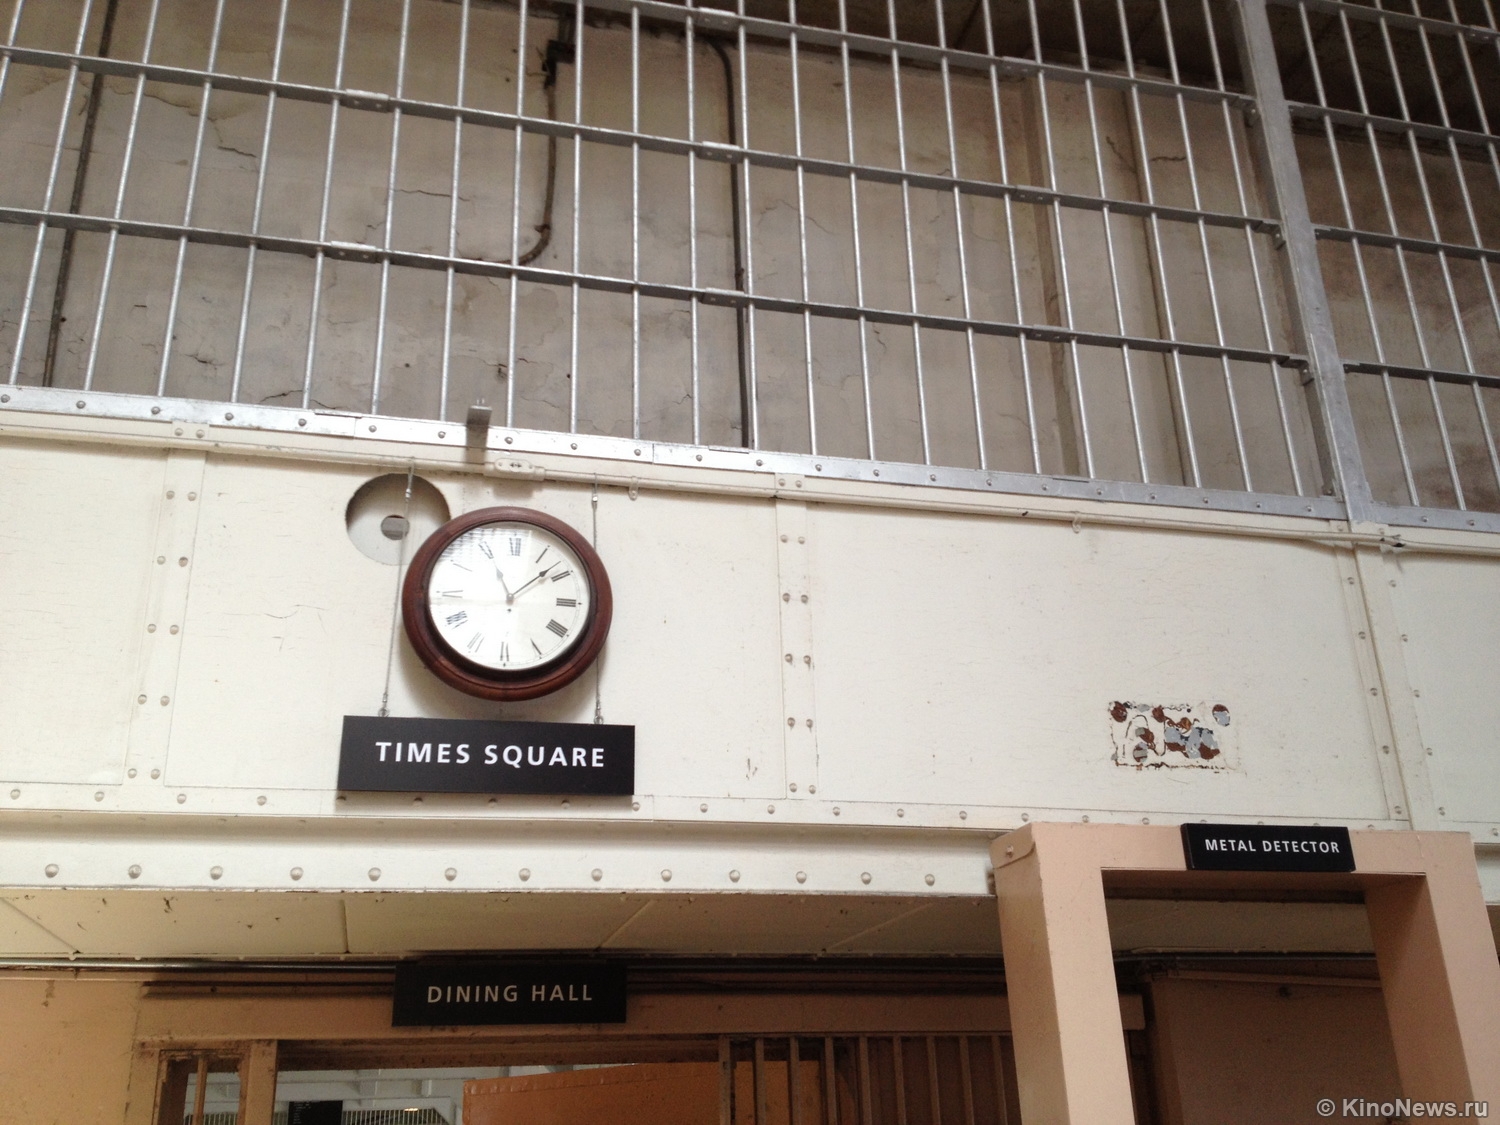 TIMES SQUARE
METAL DETECTOR
DINING HALL
© KinoNews.ru